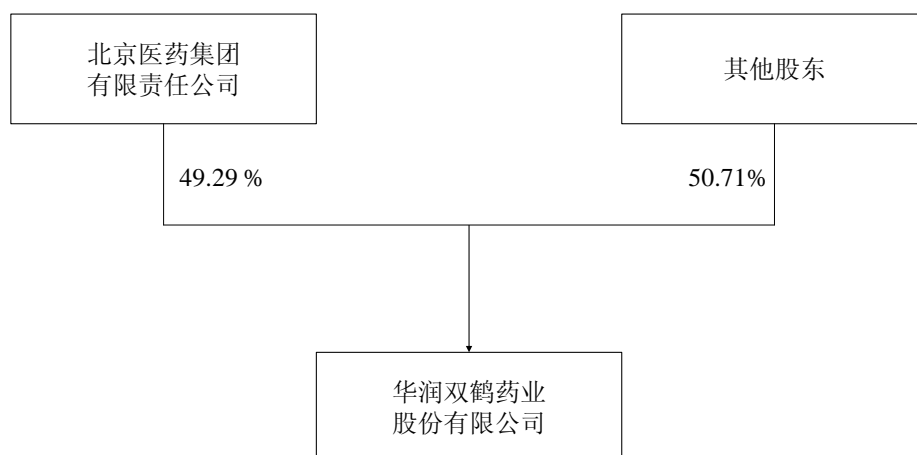 北京医药集团
有限责任公司
其他股东
49.29 %
50.71%
华润双鹤药业
股份有限公司